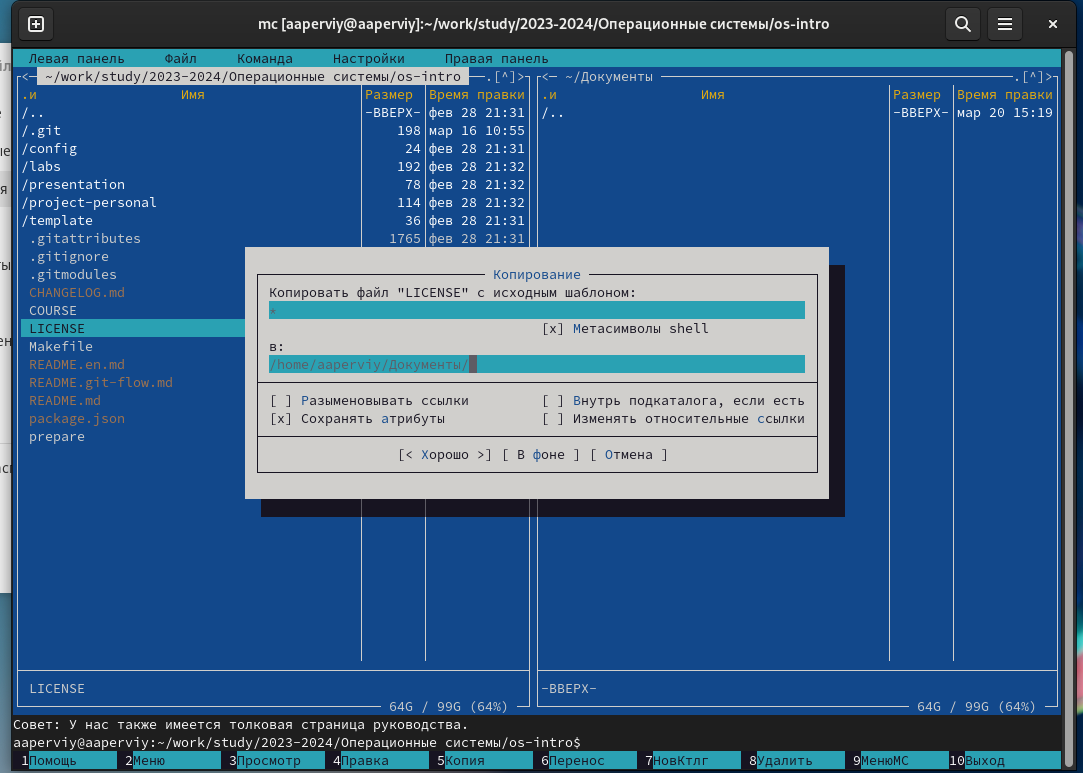 mc [aaperviy@aaperviy]:~/work/study/2023-2024/Операционные системы/os-intro
Левая панель Файл Команда Настройки Правая панель
<— ~/work/study/2023-2024/Операционные системы/os-intro —.[^]> <— ~/Документы .[^]>
.и Имя Размер Время правки .и Имя Размер Время правки
/.. -ВВЕРХ- фев 28 21:31 /.. -ВВЕРХ- мар 20 15:19
/.git 198 мар 16 10:55
/config 24 фев 28 21:31
/labs 192 фев 28 21:32
/presentation 78 фев 28 21:32
/project-personal 114 фев 28 21:32
/template 36 фев 28 21:31
.gitattributes 1765 фев 28 21:31
.gitignore
.gitmodules
CHANGELOG.md
COURSE
LICENSE
Makefile
README.en.md
README.git-flow.md
README.md
package.json
prepare
Копирование
Копировать файл "LICENSE" с исходным шаблоном:
*
[x] Метасимволы shell
в:
/home/aaperviy/Документы/
[ ] Разыменовывать ссылки [ ] Внутрь подкаталога, если есть
[x] Сохранять атрибуты [ ] Изменять относительные ссылки
[< Хорошо >] [ В фоне ] [ Отмена ]
LICENSE -ВВЕРХ-
64G / 99G (64%) 64G / 99G (64%)
Совет: У нас также имеется толковая страница руководства.
aaperviy@aaperviy:~/work/study/2023-2024/Операционные системы/os-intro$
1Помощь 2Меню 3Просмотр 4Правка 5Копия 6Перенос 7НовКтлг 8Удалить 9МенюMC 10Выход